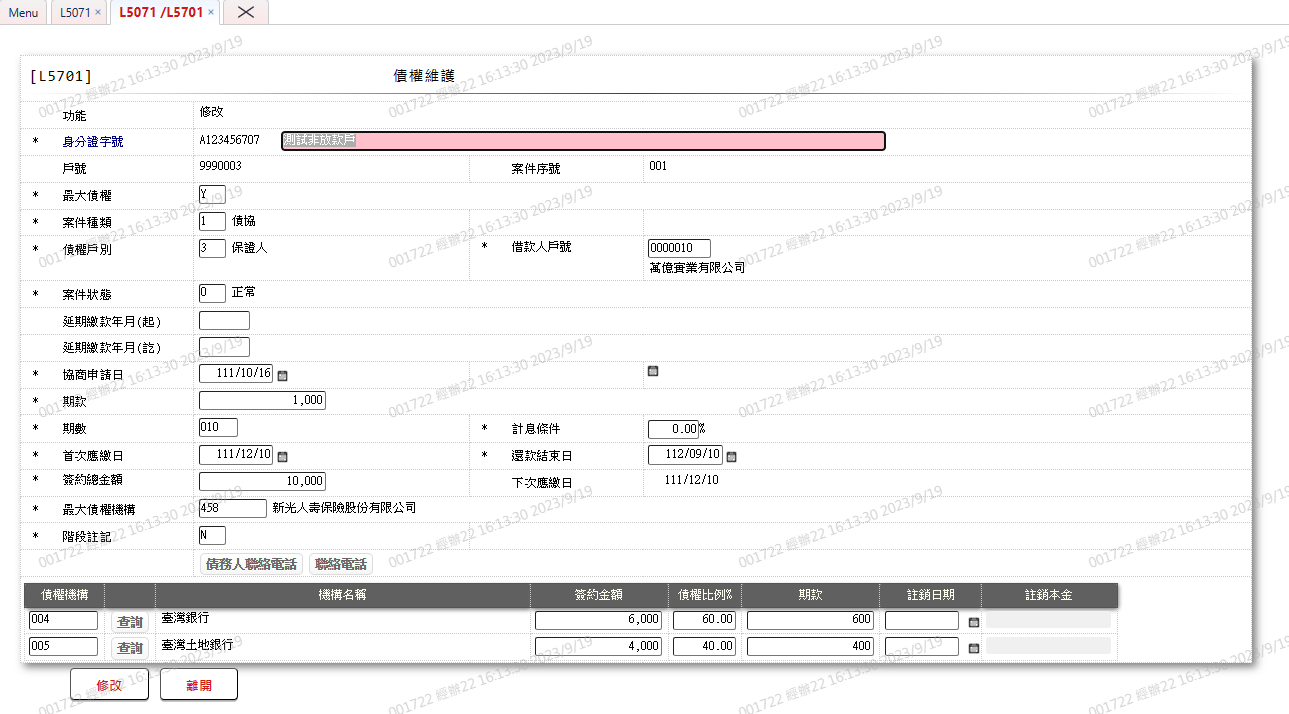 Menu L5071 × L5071 /L5701 × ×
[L5701] 債權維護
功能 修改
* 身分證字號 A123456707 測試非放款戶
戶號 9990003 案件序號 001
* 最大債權 Y
* 案件種類 1 債協
* 債權戶別 3 保證人 * 借款人戶號 0000010
萬億實業有限公司
* 案件狀態 0 正常
延期繳款年月(起)
延期繳款年月(訖)
* 協商申請日 111/10/16
* 期款 1,000
* 期數 010 * 計息條件 0.00%
* 首次應繳日 111/12/10 * 還款結束日 112/09/10
* 簽約總金額 10,000 下次應繳日 111/12/10
* 最大債權機構 458 新光人壽保險股份有限公司
* 階段註記 N
債務人聯絡電話 聯絡電話
債權機構 機構名稱 簽約金額 債權比例% 期款 註銷日期 註銷本金
004 查詢 臺灣銀行 6,000 60.00 600
005 查詢 臺灣土地銀行 4,000 40.00 400
修改 離開
001722 經辦22 16:13:30 2023/9/19